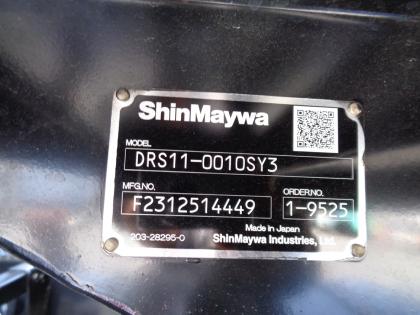 ShinMaywa
MODEL
DRS11-0010SY3
MFG.NO. ORDER.NO.
F2312514449 1-9525
Made in Japan
203-28295-0 ShinMaywa Industries, Ltd.